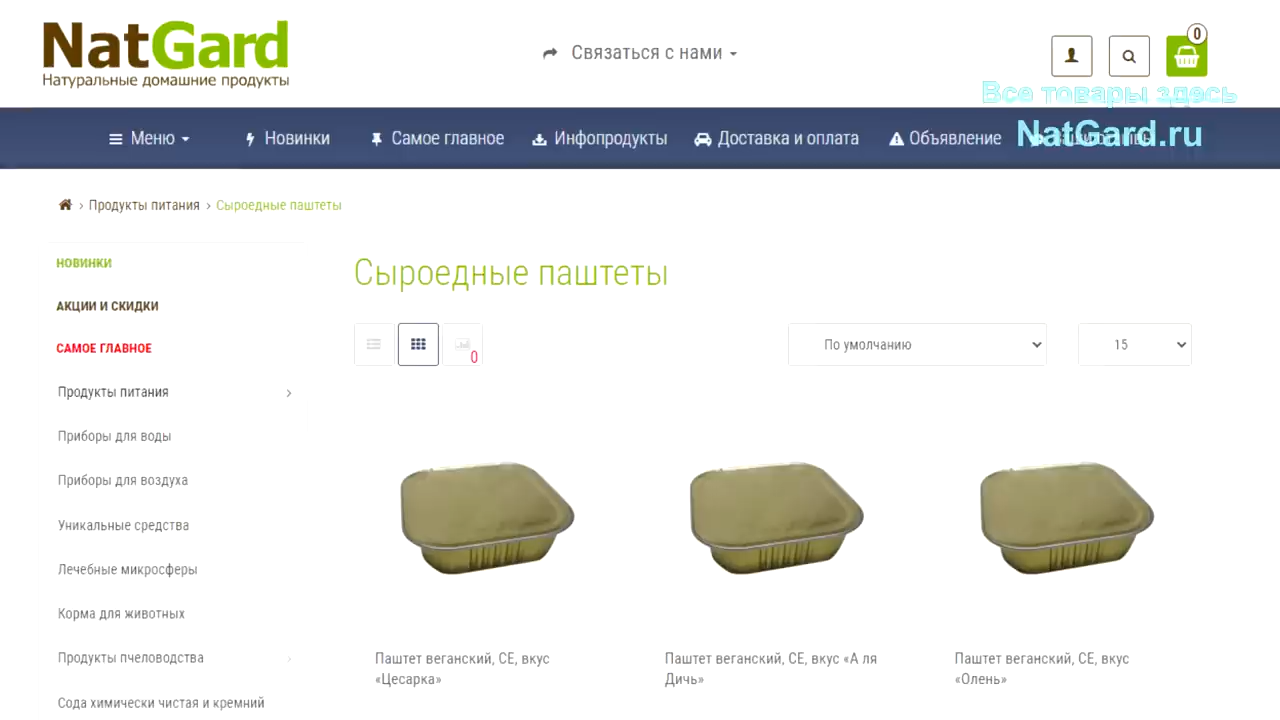 NatGard
Натуральные домашние продукты
Связаться с нами
0
Все товары здесь
NatGard.ru
Меню
Новинки
Самое главное
Инфопродукты
Доставка и оплата
Объявление
Продукты питания
Сыроедные паштеты
НОВИНКИ
АКЦИИ И СКИДКИ
САМОЕ ГЛАВНОЕ
Продукты питания
Приборы для воды
Приборы для воздуха
Уникальные средства
Лечебные микросферы
Корма для животных
Продукты пчеловодства
Сода химически чистая и кремний
Сыроедные паштеты
0
По умолчанию
15
Паштет веганский, СЕ, вкус
«Цесарка»
Паштет веганский, СЕ, вкус «А ля
Дичь»
Паштет веганский, СЕ, вкус
«Олень»